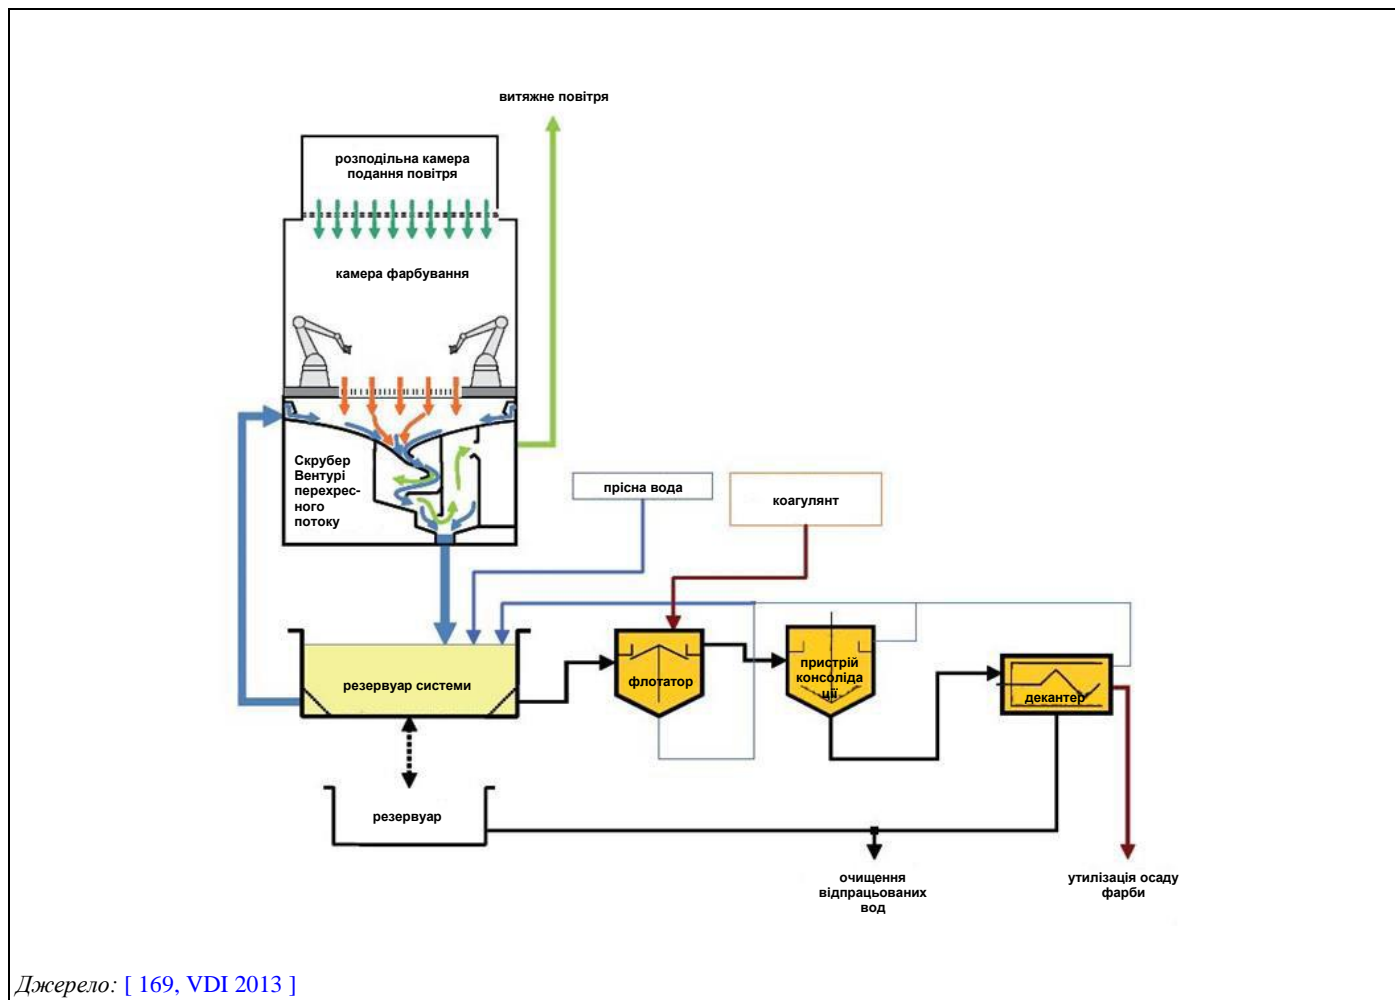 витяжне повітря
розподільна камера
подання повітря
камера фарбування
Скрубер
Вентурі
перехрес-
ного
потоку
прісна вода
коагулянт
резервуар системи
флотатор
пристрій
консоліда
ції
декантер
резервуар
очищення
відпрацьованих
вод
утилізація осаду
фарби
Джерело: [ 169, VDI 2013 ]